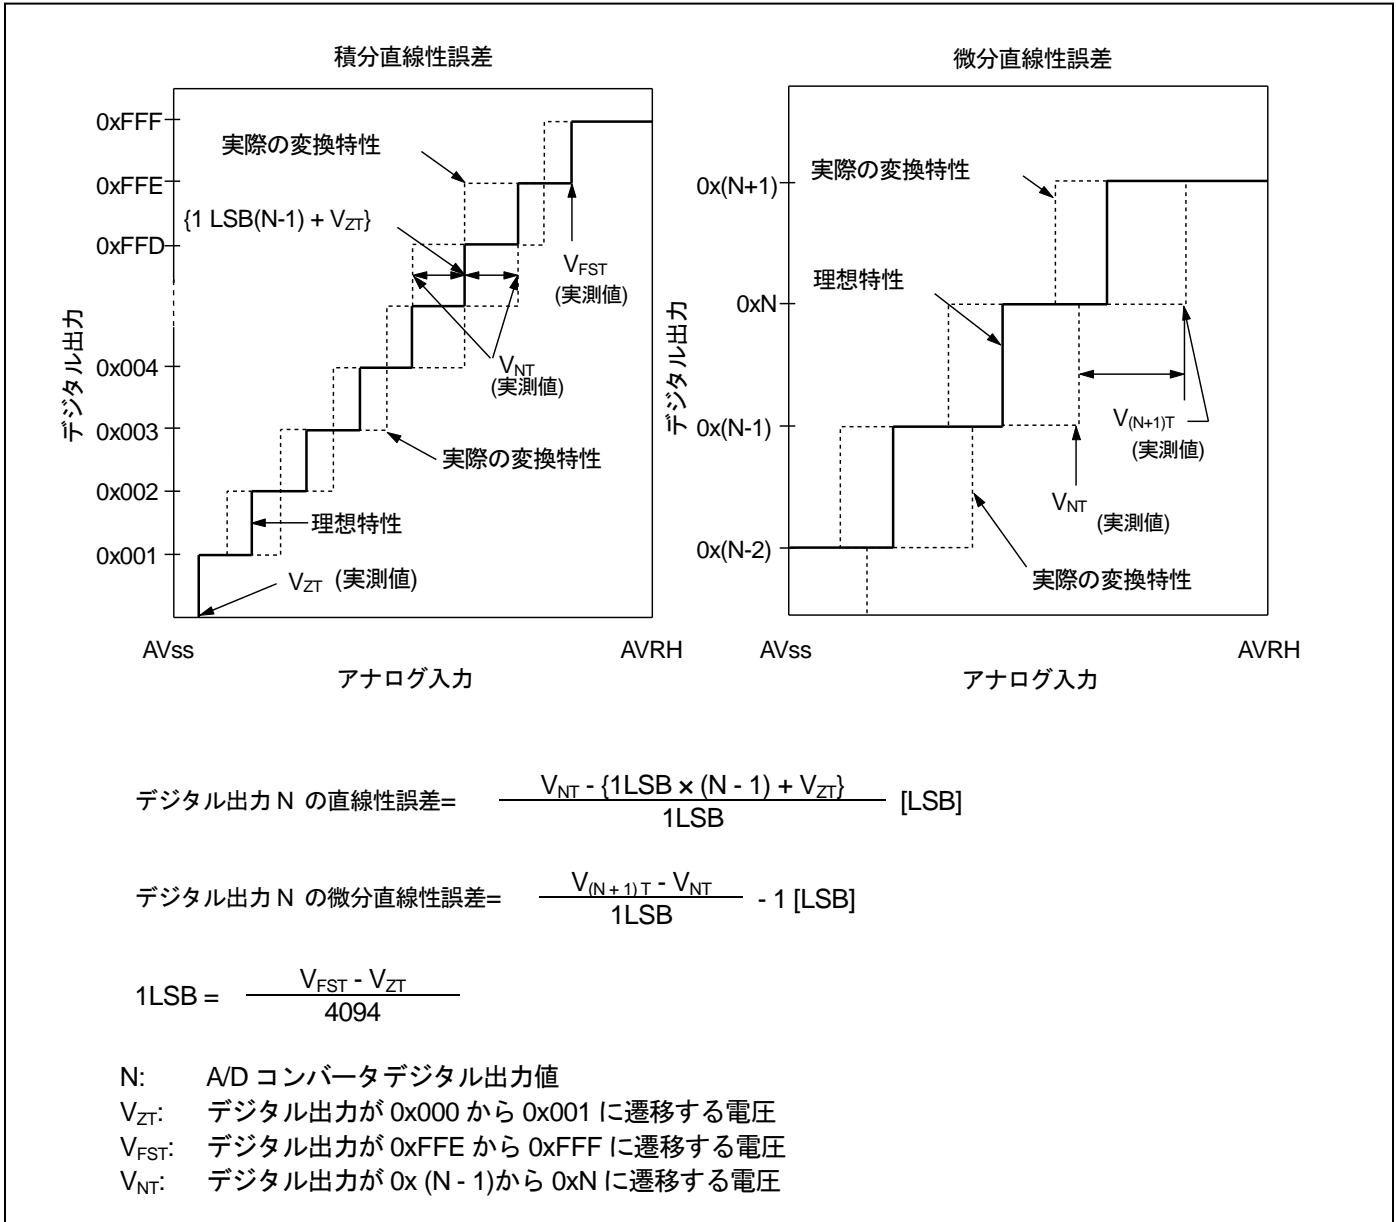 積分直線性誤差
0xFFF
0xFFE
0xFFD
0x004
0x003
0x002
0x001
デジタル出力
実際の変換特性
{1 LSB(N-1) + VZT}
VFST
(実測値)
VNT
(実測値)
実際の変換特性
理想特性
VZT (実測値)
AVss
AVRH
アナログ入力
微分直線性誤差
0x(N+1)
0xN
0x(N-1)
0x(N-2)
デジタル出力
実際の変換特性
理想特性
V(N+1)T
(実測値)
VNT
(実測値)
実際の変換特性
AVss
AVRH
アナログ入力
デジタル出力 N の直線性誤差= VNT - {1LSB × (N - 1) + VZT} / 1LSB [LSB]
デジタル出力 N の微分直線性誤差= V(N + 1) T - VNT / 1LSB - 1 [LSB]
1LSB = VFST - VZT / 4094
N: A/D コンバータデジタル出力値
VZT: デジタル出力が 0x000 から 0x001 に遷移する電圧
VFST: デジタル出力が 0xFFE から 0xFFF に遷移する電圧
VNT: デジタル出力が 0x (N - 1)から 0xN に遷移する電圧